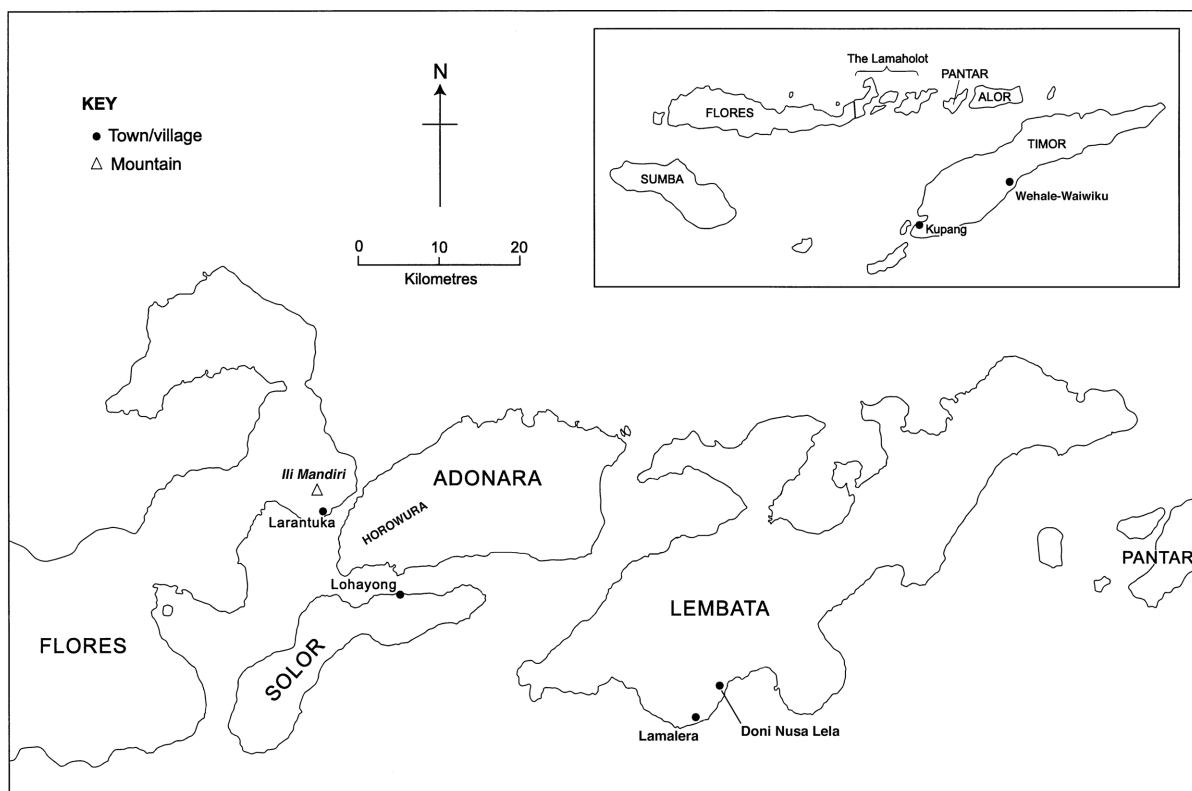 KEY
Town/village
Mountain
N
0 10 20
Kilometres
The Lamaholot
PANTAR
ALOR
FLORES
TIMOR
SUMBA
Wehale-Waiwiku
Kupang
Ili Mandiri
ADONARA
HOROWURA
Larantuka
Lohayong
PANTAR
LEMBATA
FLORES
SOLOR
Doni Nusa Lela
Lamalera